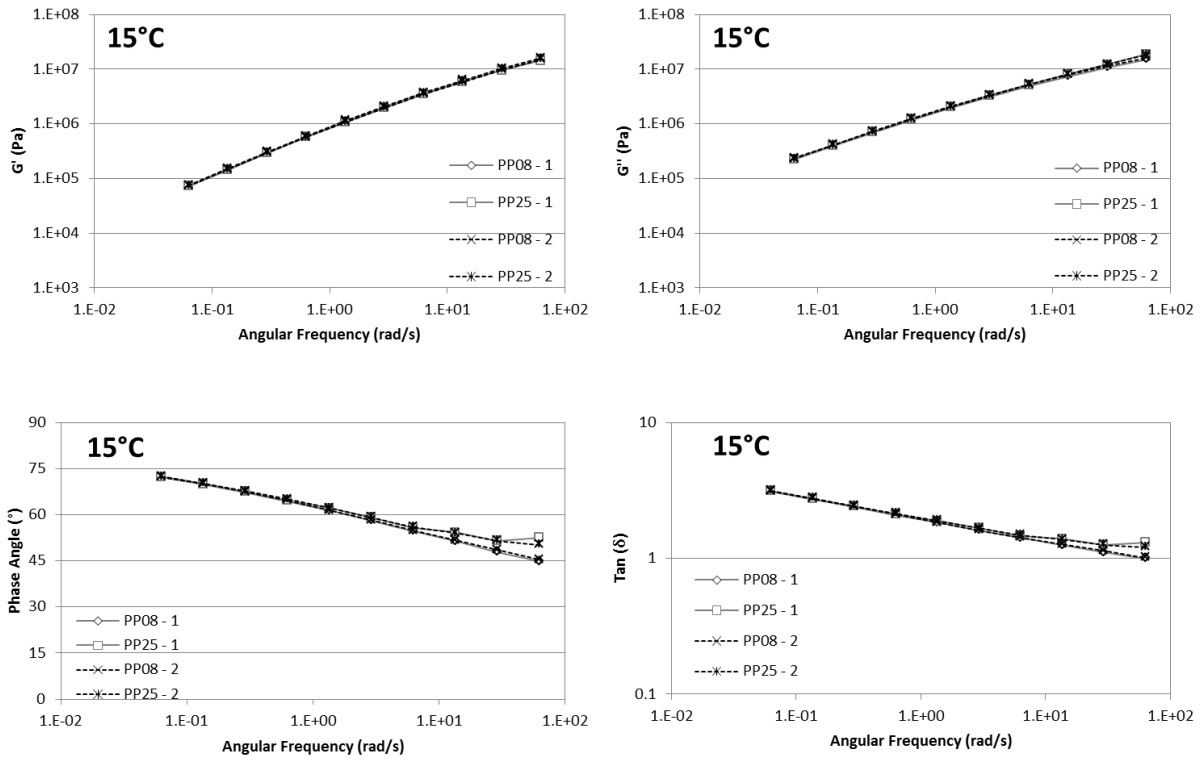 15°C
1.E+08
1.E+07
1.E+06
1.E+05
1.E+04
1.E+03
G' (Pa)
PP08 - 1
PP25 - 1
PP08 - 2
PP25 - 2
1.E-02 1.E-01 1.E+00 1.E+01 1.E+02
Angular Frequency (rad/s)
15°C
1.E+08
1.E+07
1.E+06
1.E+05
1.E+04
1.E+03
G'' (Pa)
PP08 - 1
PP25 - 1
PP08 - 2
PP25 - 2
1.E-02 1.E-01 1.E+00 1.E+01 1.E+02
Angular Frequency (rad/s)
15°C
90
75
60
45
30
15
0
Phase Angle (°)
PP08 - 1
PP25 - 1
PP08 - 2
PP25 - 2
1.E-02 1.E-01 1.E+00 1.E+01 1.E+02
Angular Frequency (rad/s)
15°C
10
1
0.1
Tan (δ)
PP08 - 1
PP25 - 1
PP08 - 2
PP25 - 2
1.E-02 1.E-01 1.E+00 1.E+01 1.E+02
Angular Frequency (rad/s)